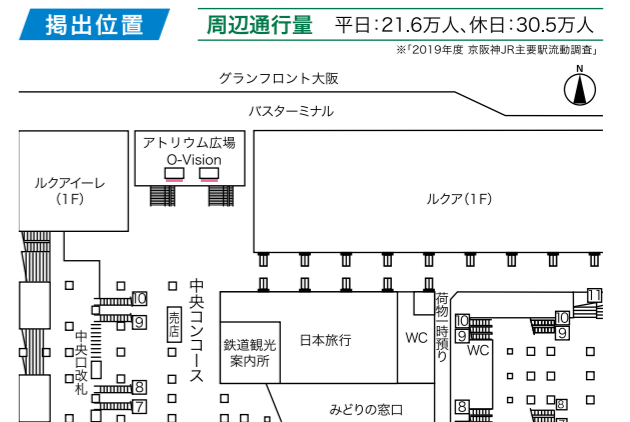 掲出位置
周辺通行量 平日:21.6万人、休日:30.5万人
※「2019年度 京阪神JR主要駅流動調査」
グランフロント大阪
N
バスターミナル
アトリウム広場
O-Vision
ルクアイーレ
(1F)
ルクア(1F)
中央コンコース
売店
中央口改札
10
9
8
7
鉄道観光
案内所
日本旅行
WC
荷物一時預り
みどりの窓口
10
9
WC
8
11
10
9
8